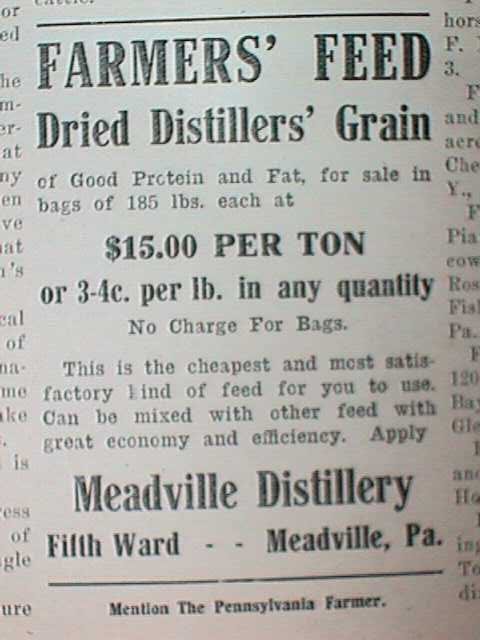 FARMERS' FEED
Dried Distillers' Grain
of Good Protein and Fat, for sale in
bags of 185 lbs. each at
$15.00 PER TON
or 3-4c. per lb. in any quantity
No Charge For Bags.
This is the cheapest and most satis-
factory kind of feed for you to use.
Can be mixed with other feed with
great economy and efficiency. Apply
Meadville Distillery
Fifth Ward - - Meadville, Pa.
Mention The Pennsylvania Farmer.